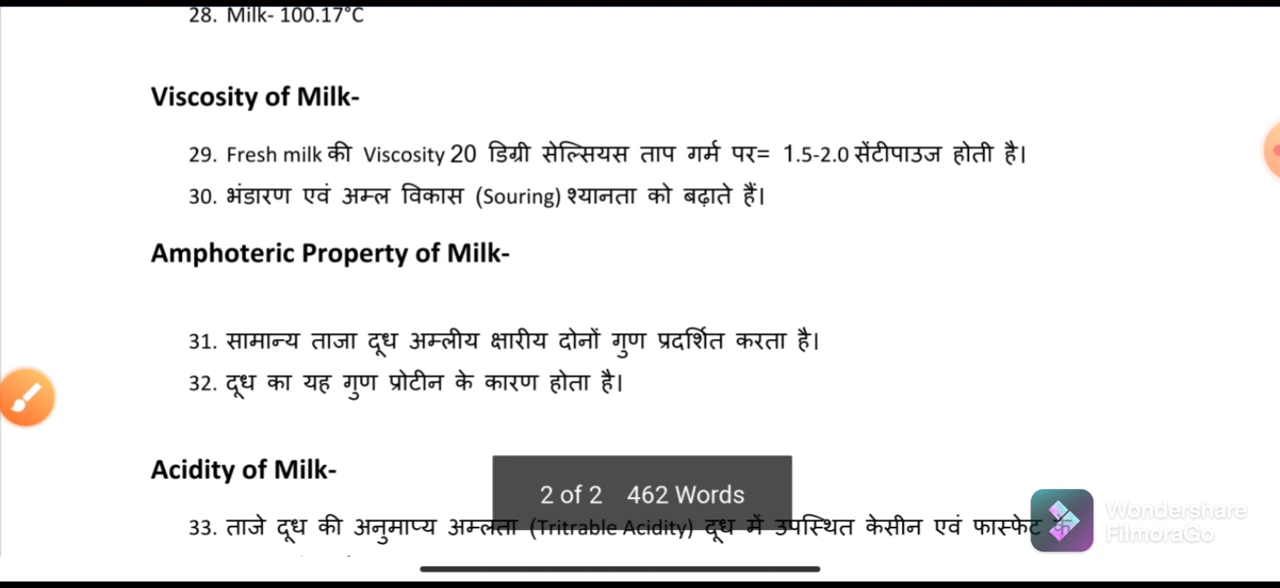 28. Milk- 100.17°C
Viscosity of Milk-
29. Fresh milk की Viscosity 20 डिग्री सेल्सियस ताप गर्म पर= 1.5-2.0 सेंटीपाउज होती है।
30. भंडारण एवं अम्ल विकास (Souring) श्यानता को बढ़ाते हैं।
Amphoteric Property of Milk-
31. सामान्य ताजा दूध अम्लीय क्षारीय दोनों गुण प्रदर्शित करता है।
32. दूध का यह गुण प्रोटीन के कारण होता है।
Acidity of Milk-
2 of 2 462 Words
33. ताजे दूध की अनुमाप्य अम्लता (Tritrable Acidity) दूध में उपस्थित केसीन एवं फास्फेट के
Wondershare
FilmoraGo